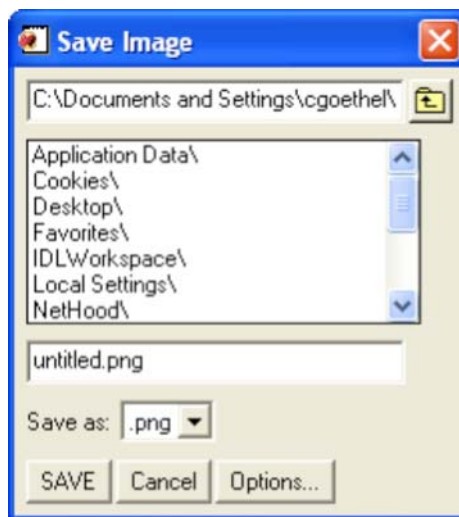 Save Image
C:\Documents and Settings\cgoethel\
Application Data\
Cookies\
Desktop\
Favorites\
IDLWorkspace\
Local Settings\
NetHood\
untitled.png
Save as: .png
SAVE Cancel Options...